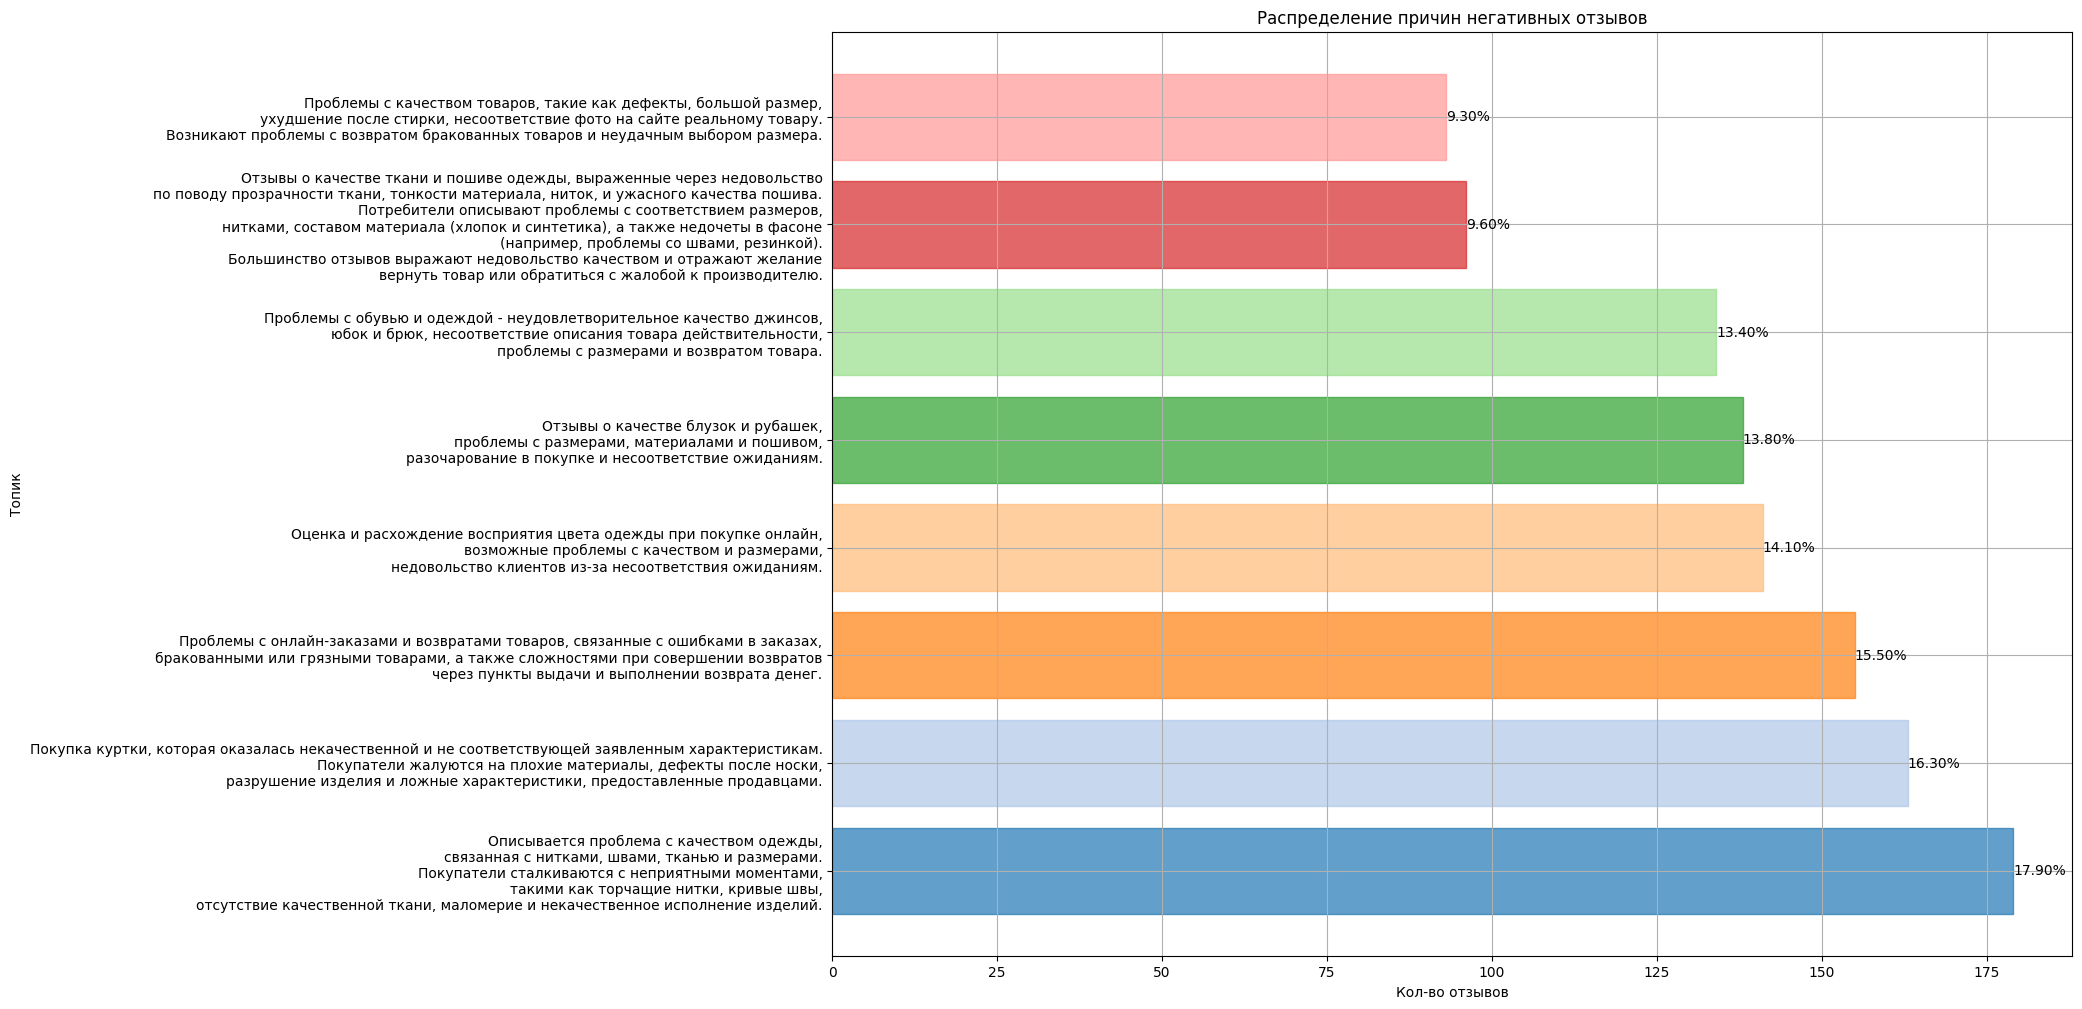 Распределение причин негативных отзывов
Проблемы с качеством товаров, такие как дефекты, большой размер,
ухудшение после стирки, несоответствие фото на сайте реальному товару.
Возникают проблемы с возвратом бракованных товаров и неудачным выбором размера.
9.30%
Отзывы о качестве ткани и пошиве одежды, выраженные через недовольство
по поводу прозрачности ткани, тонкости материала, ниток, и ужасного качества пошива.
Потребители описывают проблемы с соответствием размеров,
нитками, составом материала (хлопок и синтетика), а также недочеты в фасоне
(например, проблемы со швами, резинкой).
Большинство отзывов выражают недовольство качеством и отражают желание
вернуть товар или обратиться с жалобой к производителю.
9.60%
Проблемы с обувью и одеждой - неудовлетворительное качество джинсов,
юбок и брюк, несоответствие описания товара действительности,
проблемы с размерами и возвратом товара.
13.40%
Отзывы о качестве блузок и рубашек,
проблемы с размерами, материалами и пошивом,
разочарование в покупке и несоответствие ожиданиям.
13.80%
Оценка и расхождение восприятия цвета одежды при покупке онлайн,
возможные проблемы с качеством и размерами,
недовольство клиентов из-за несоответствия ожиданиям.
14.10%
Проблемы с онлайн-заказами и возвратами товаров, связанные с ошибками в заказах,
бракованными или грязными товарами, а также сложностями при совершении возвратов
через пункты выдачи и выполнении возврата денег.
15.50%
Покупка куртки, которая оказалась некачественной и не соответствующей заявленным характеристикам.
Покупатели жалуются на плохие материалы, дефекты после носки,
разрушение изделия и ложные характеристики, предоставленные продавцами.
16.30%
Описывается проблема с качеством одежды,
связанная с нитками, швами, тканью и размерами.
Покупатели сталкиваются с неприятными моментами,
такими как торчащие нитки, кривые швы,
отсутствие качественной ткани, маломерие и некачественное исполнение изделий.
17.90%
Топик
0 25 50 75 100 125 150 175
Кол-во отзывов